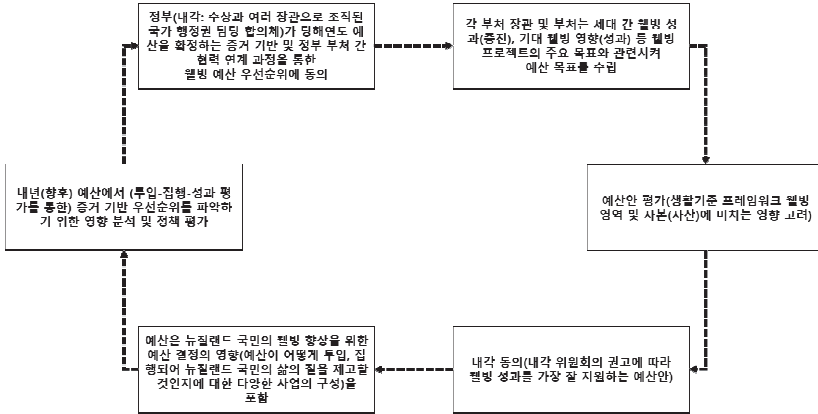 정부(내각: 수상과 여러 장관으로 조직된
국가 행정권 담당 합의체)가 당해연도 예
산을 확정하는 증거 기반 및 정부 부처 간
협력 연계 과정을 통한
웰빙 예산 우선순위에 동의
각 부처 장관 및 부처는 세대 간 웰빙 성
과(증진), 기대 웰빙 영향(성과) 등 웰빙
프로젝트의 주요 목표와 관련시켜
예산 목표를 수립
예산안 평가(생활기준 프레임워크 웰빙
영역 및 자본(자산)에 미치는 영향 고려)
내각 동의(내각 위원회의 권고에 따라
웰빙 성과를 가장 잘 지원하는 예산안)
예산은 뉴질랜드 국민의 웰빙 향상을 위한
예산 결정의 영향(예산이 어떻게 투입, 집
행되어 뉴질랜드 국민의 삶의 질을 제고할
것인지에 대한 다양한 사업의 구성)을
포함
내년(향후) 예산에서 (투입-집행-성과 평
가를 통한) 증거 기반 우선순위를 파악하
기 위한 영향 분석 및 정책 평가